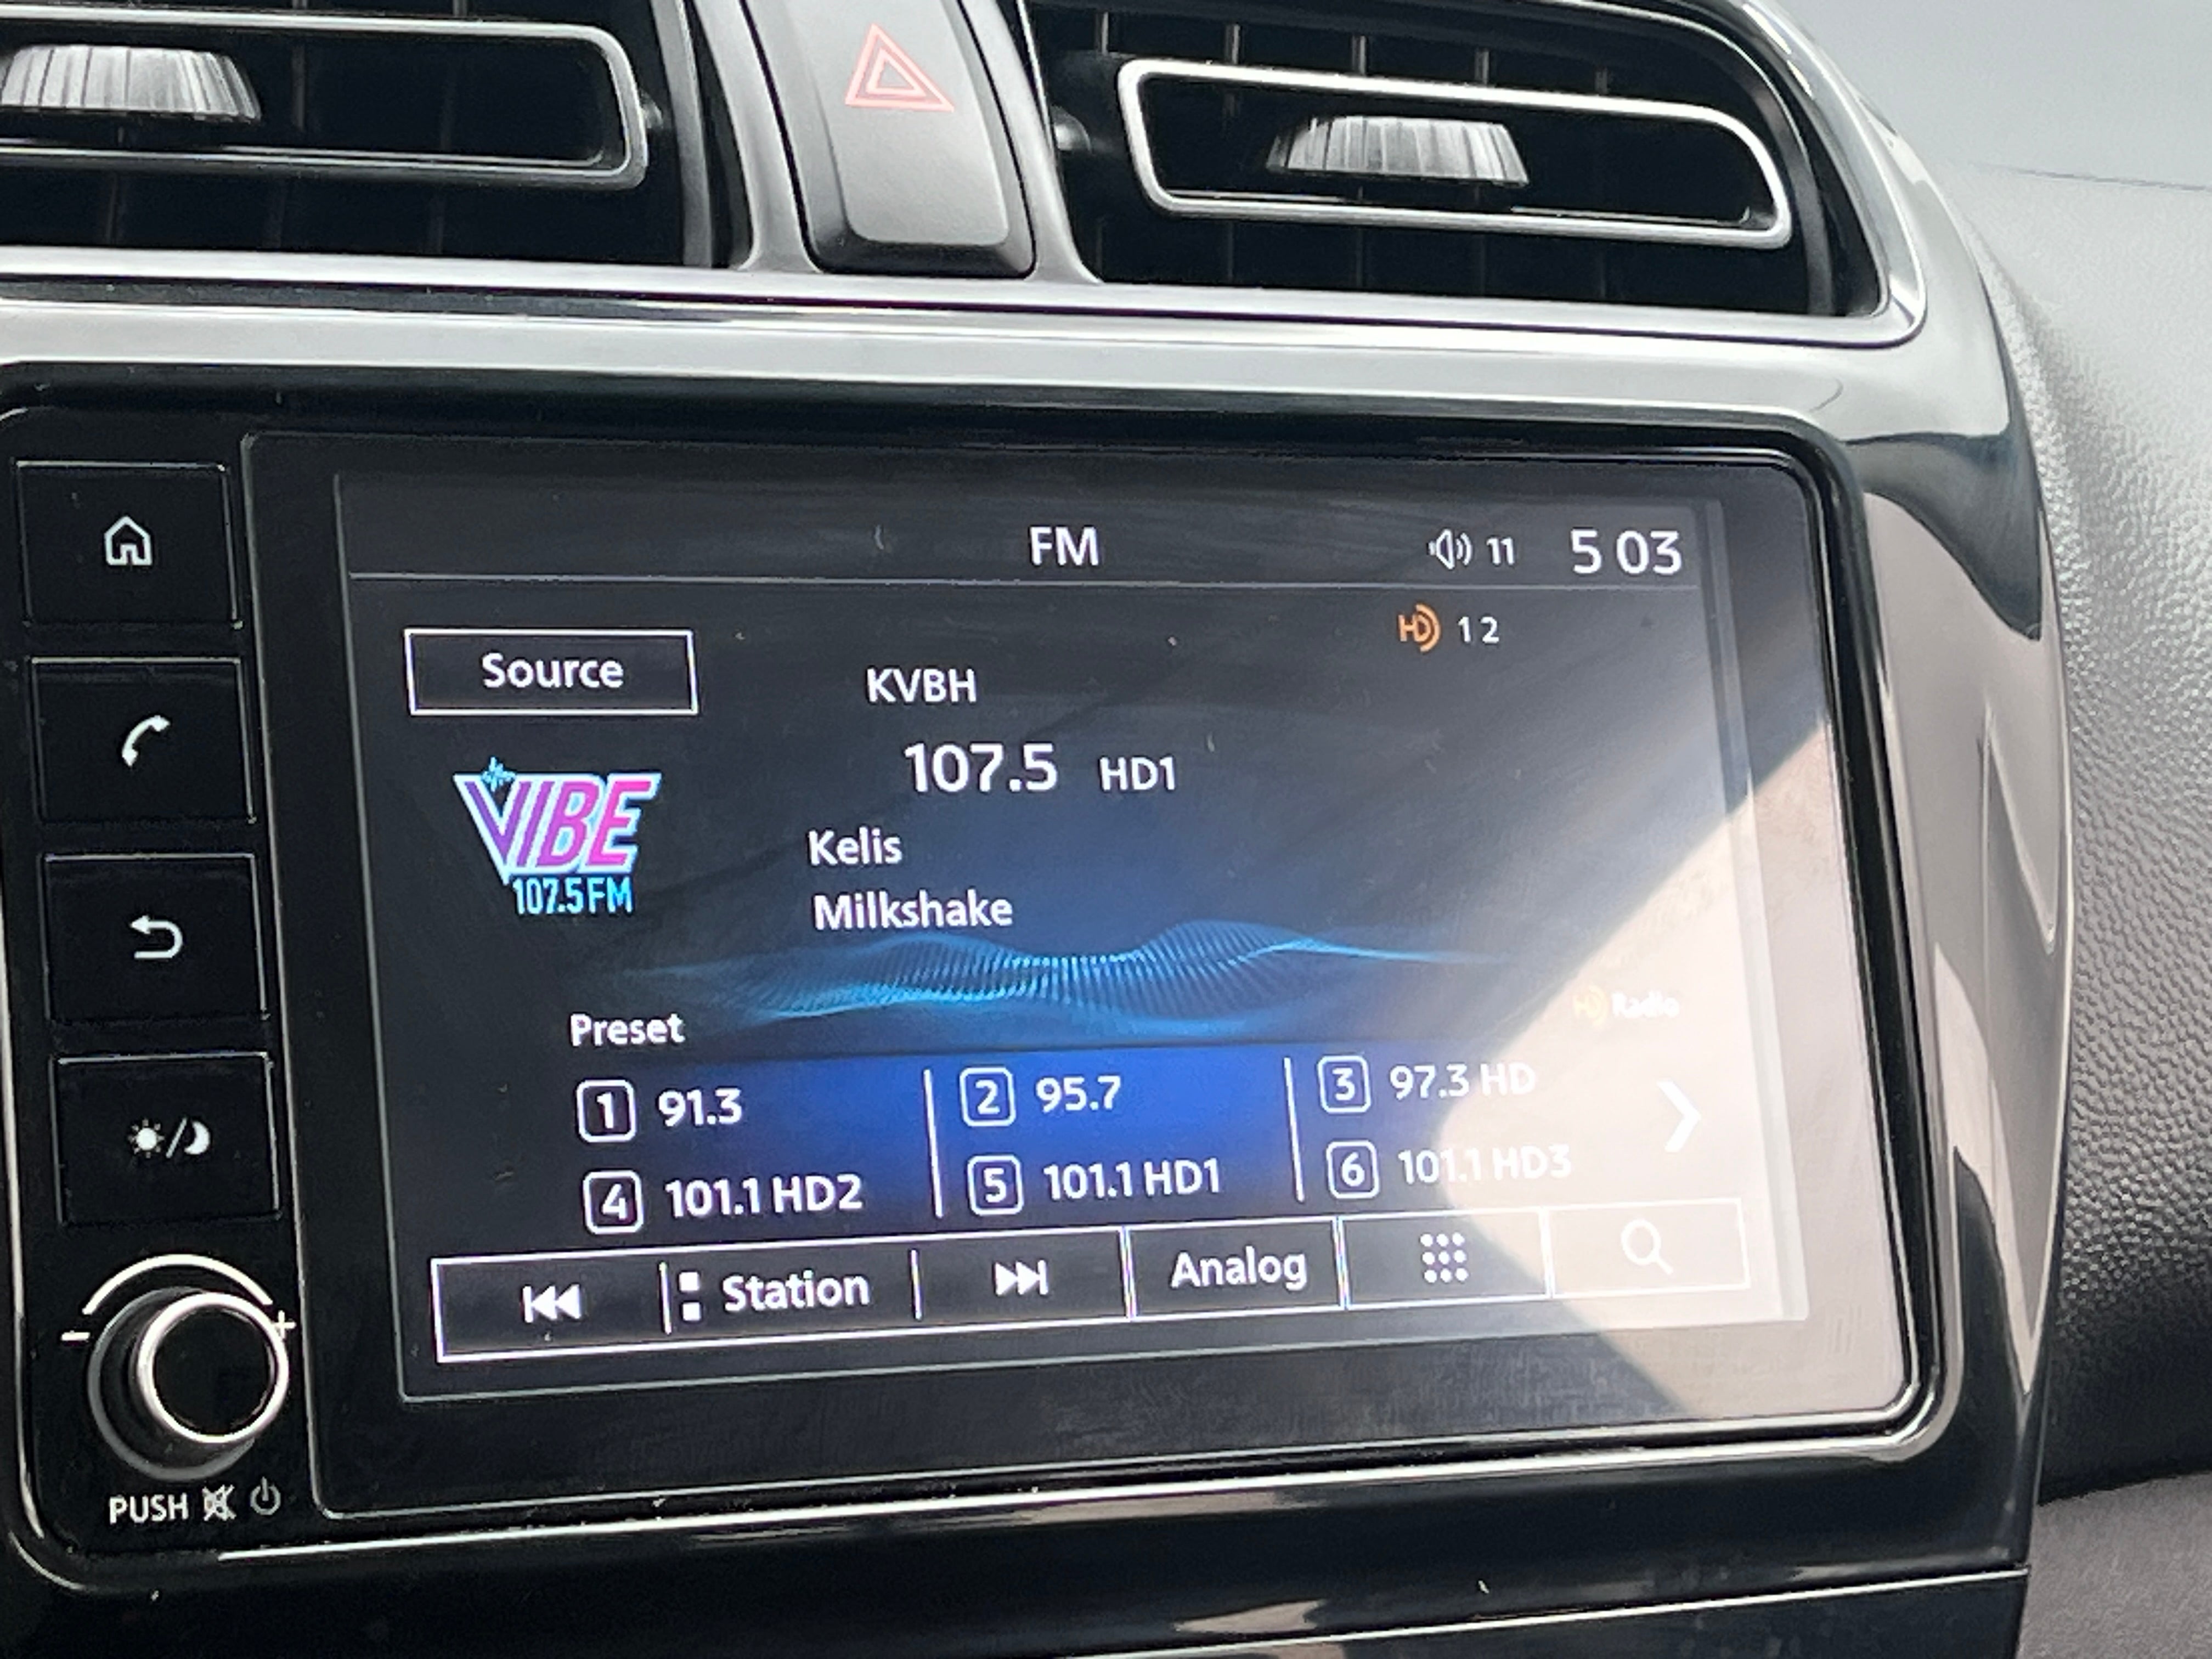 FM
11
5 03
HD 1 2
Source
KVBH
107.5 HD1
VIBE
107.5FM
Kelis
Milkshake
HD Radio
Preset
1 91.3
2 95.7
3 97.3 HD
4 101.1 HD2
5 101.1 HD1
6 101.1 HD3
Station
Analog
- +
PUSH